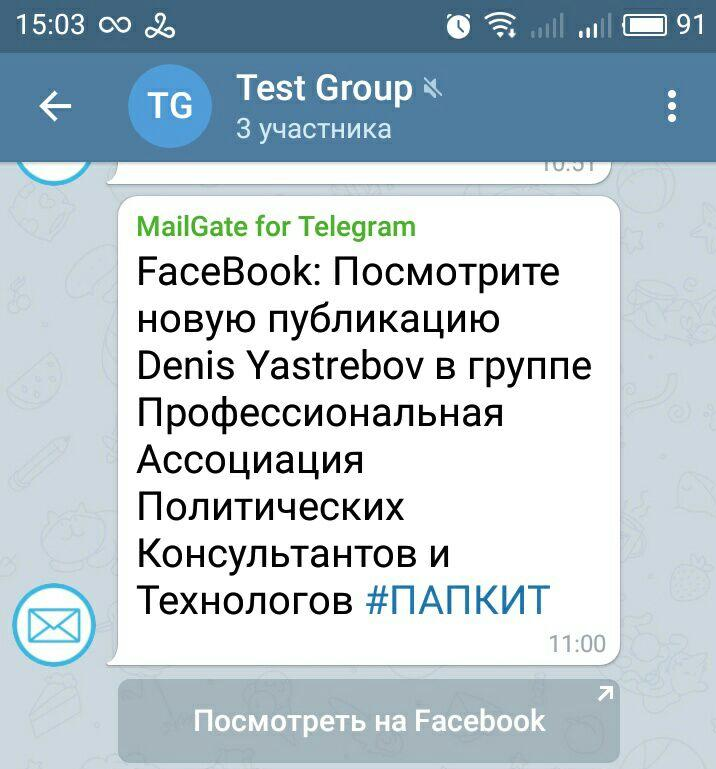 15:03
91
TG
Test Group
3 участника
10:51
MailGate for Telegram
FaceBook: Посмотрите
новую публикацию
Denis Yastrebov в группе
Профессиональная
Ассоциация
Политических
Консультантов и
Технологов #ПАПКИТ
11:00
Посмотреть на Facebook